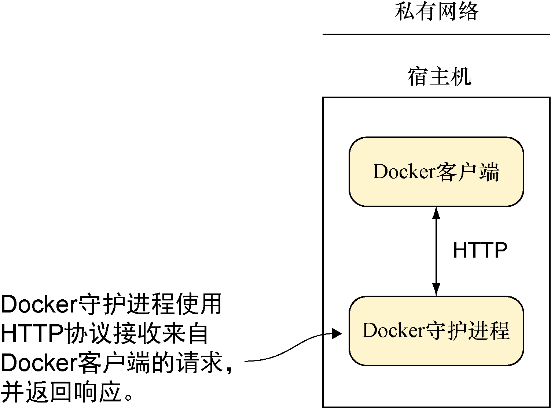 私有网络
宿主机
Docker客户端
HTTP
Docker守护进程
Docker守护进程使用
HTTP协议接收来自
Docker客户端的请求，
并返回响应。